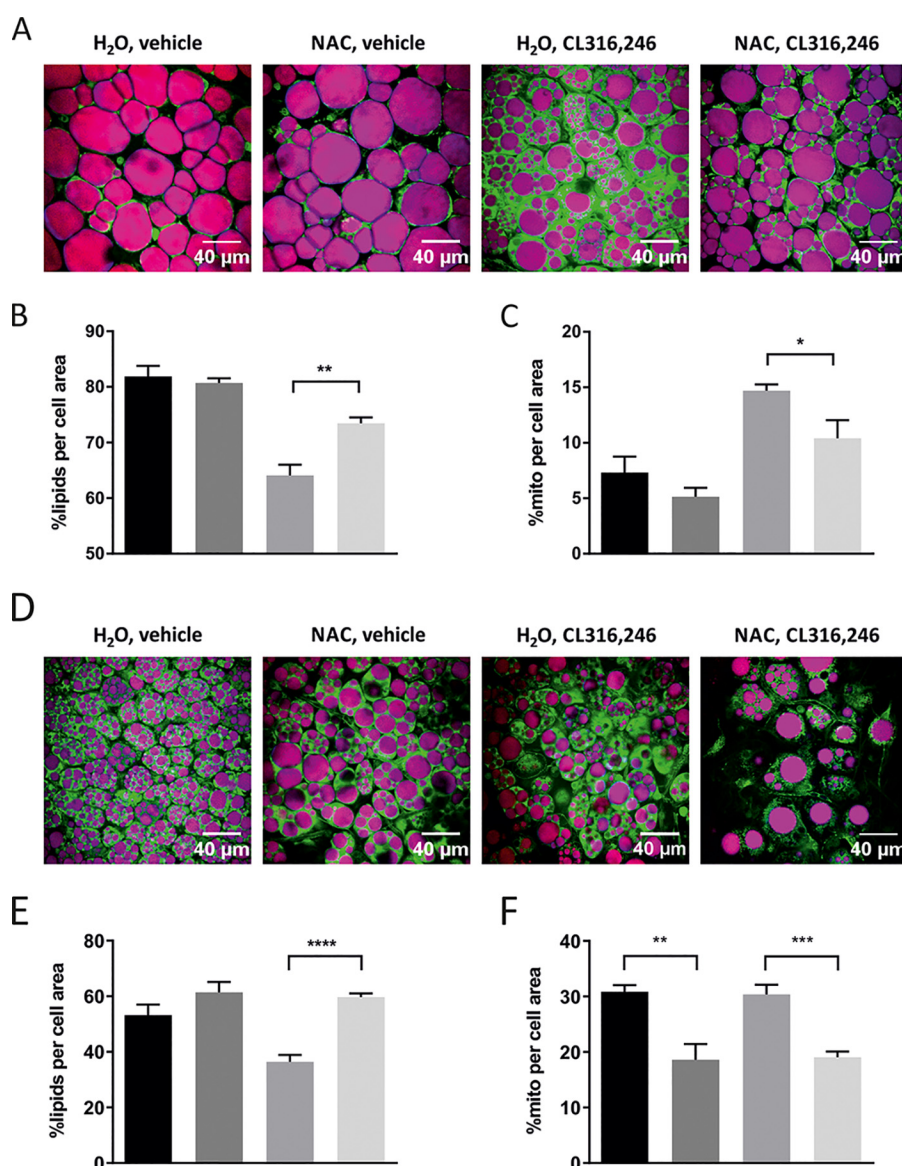 A
H₂O, vehicle NAC, vehicle H₂O, CL316,246 NAC, CL316,246
40 µm 40 µm 40 µm 40 µm
B
90
80
70
60
50
%lipids per cell area
**
C
20
15
10
5
0
%mito per cell area
*
D
H₂O, vehicle NAC, vehicle H₂O, CL316,246 NAC, CL316,246
40 µm 40 µm 40 µm 40 µm
E
80
60
40
20
0
%lipids per cell area
****
F
40
30
20
10
0
%mito per cell area
** ***